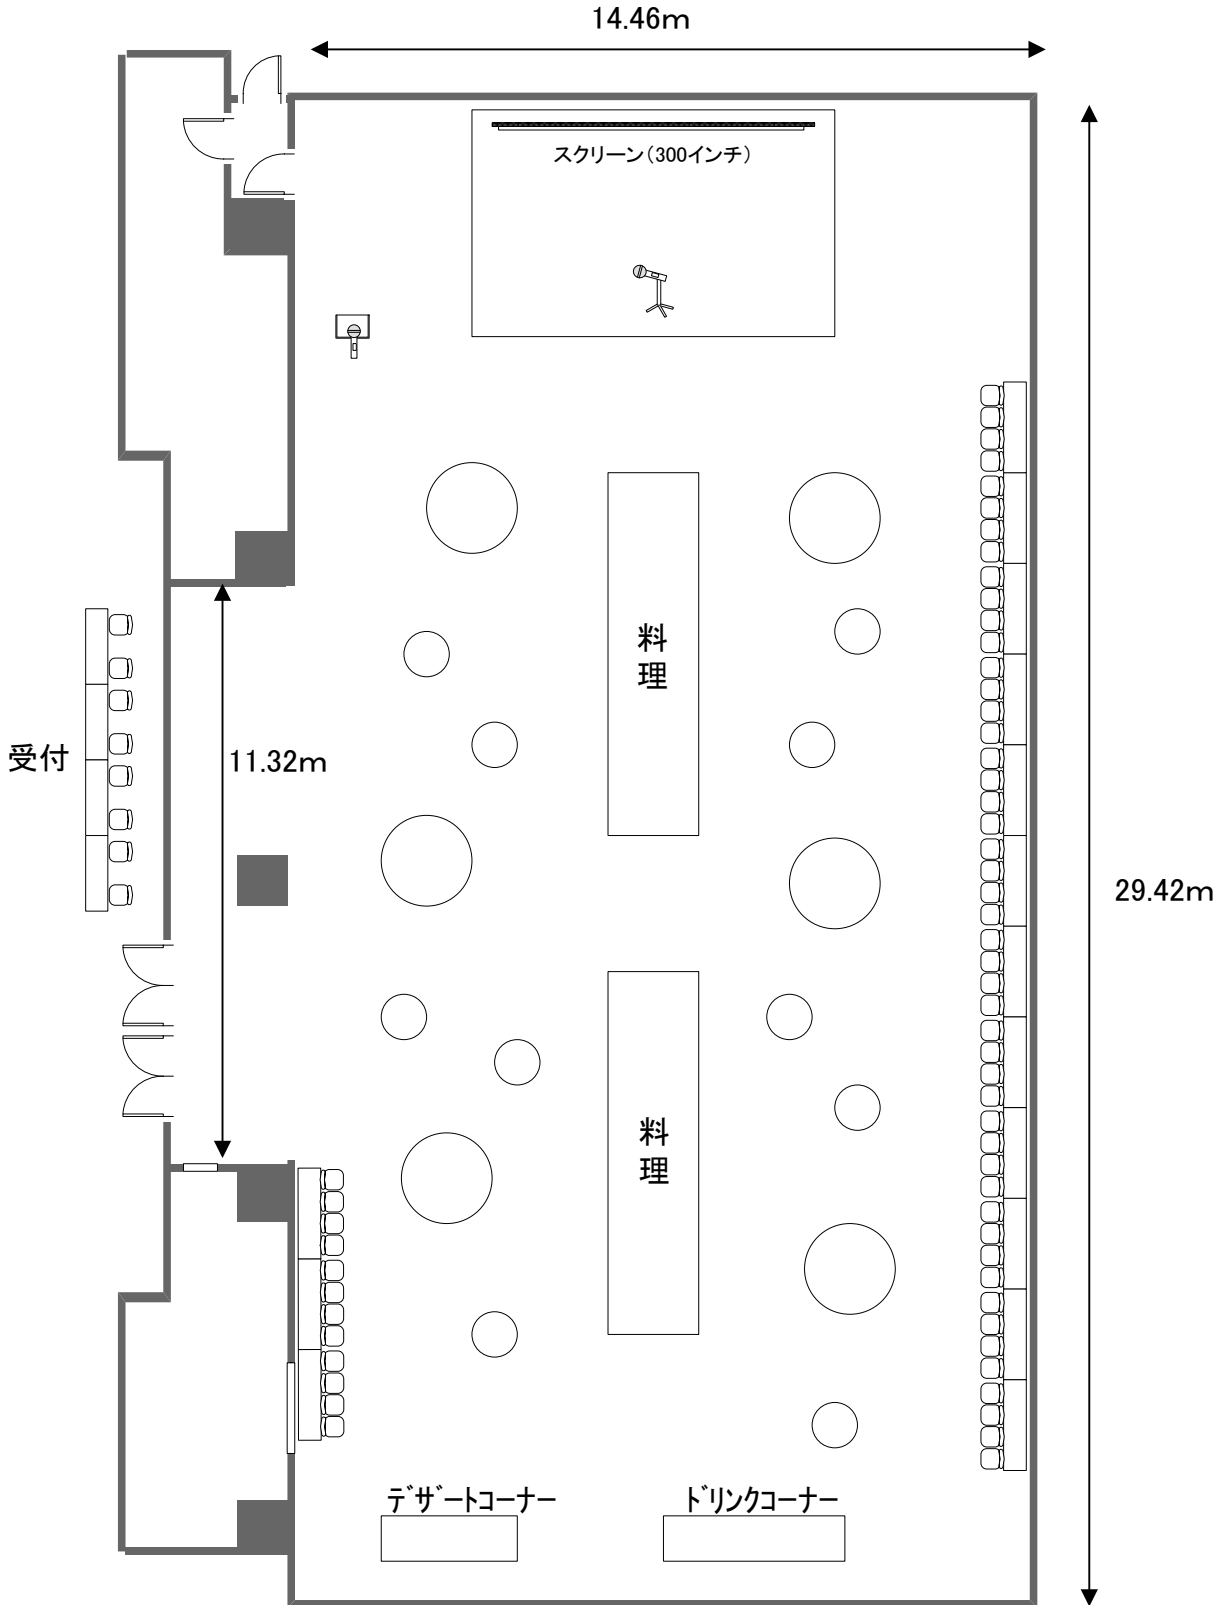 14.46m
スクリーン(300インチ)
料
理
受付
11.32m
29.42m
料
理
デザートコーナー
ドリンクコーナー